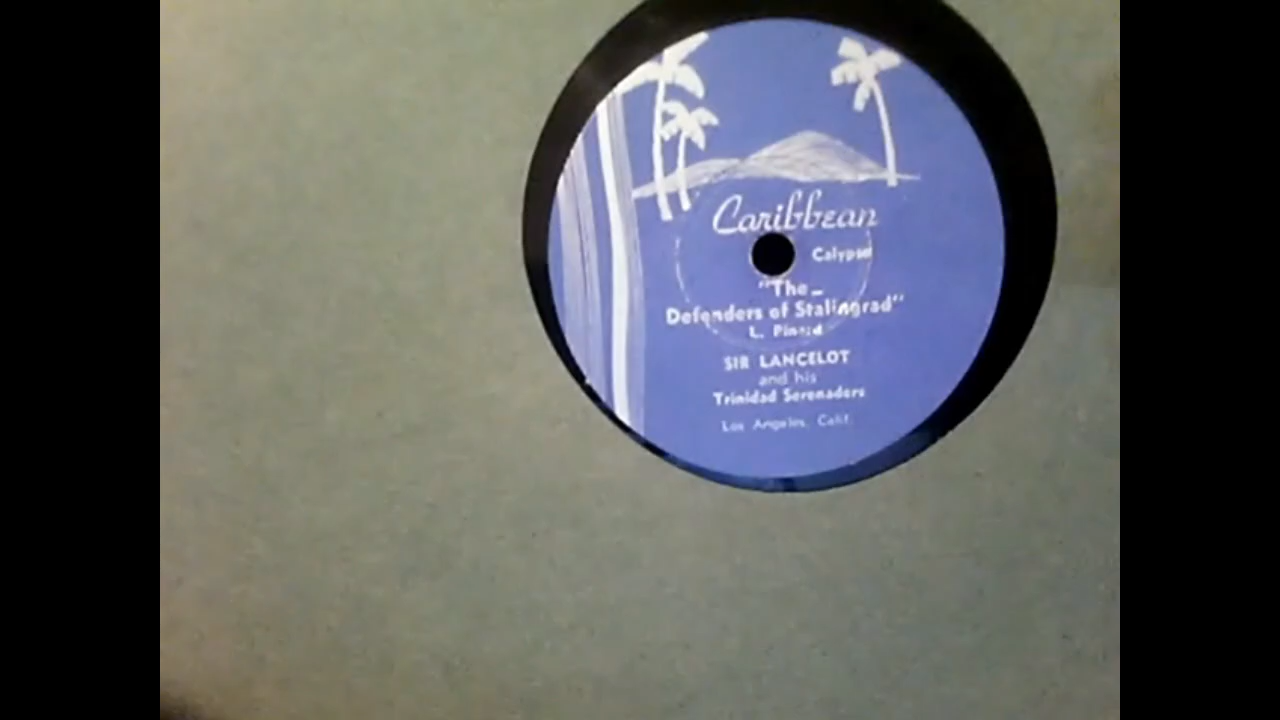 Caribbean
Calypso
"The —
Defenders of Stalingrad"
L. Pinard
SIR LANCELOT
and his
Trinidad Serenaders
Los Angeles, Calif.